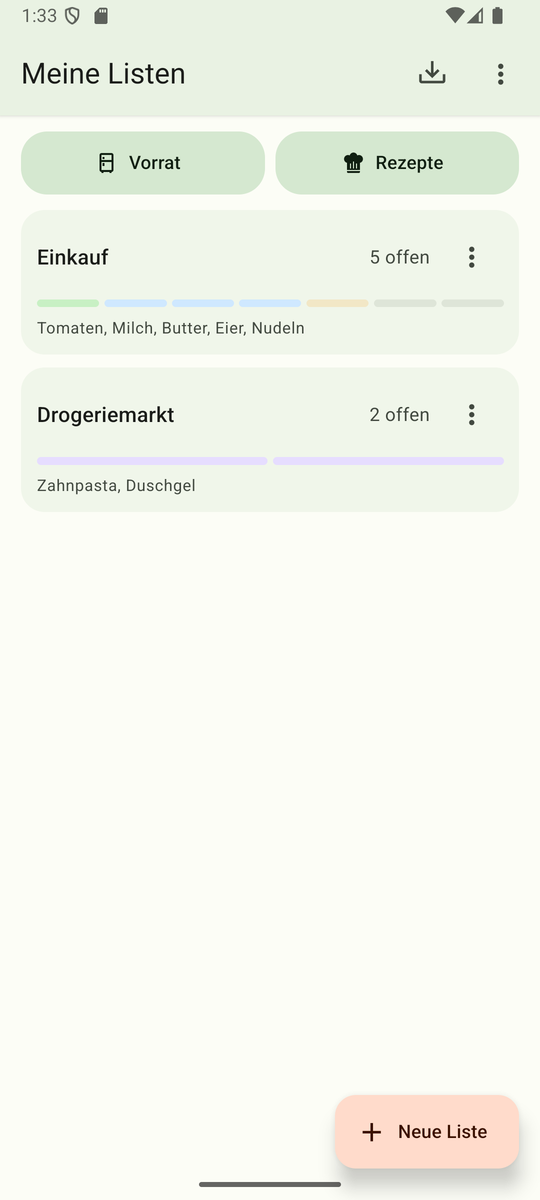 1:33
Meine Listen
Vorrat
Rezepte
Einkauf
5 offen
Tomaten, Milch, Butter, Eier, Nudeln
Drogeriemarkt
2 offen
Zahnpasta, Duschgel
Neue Liste